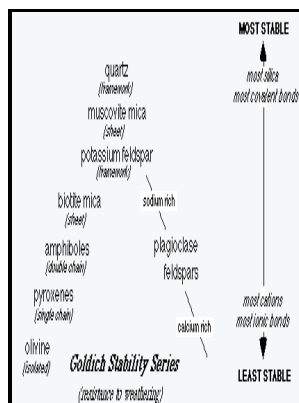 MOST STABLE
most silica
most covalent bonds
quartz
(framework)
muscovite mica
(sheet)
potassium feldspar
(framework)
sodium rich
biotite mica
(sheet)
amphiboles
(double chain)
plagioclase
feldspars
pyroxenes
(single chain)
calcium rich
most cations
most ionic bonds
olivine
(isolated)
Goldich Stability Series
(resistance to weathering)
LEAST STABLE